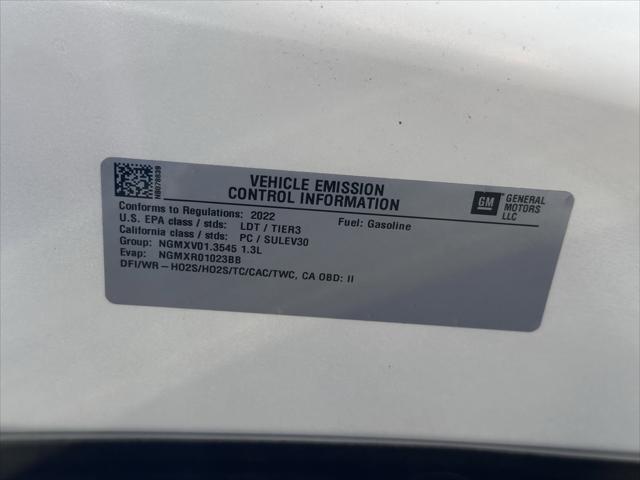 HB078639
VEHICLE EMISSION
CONTROL INFORMATION
GM
GENERAL
MOTORS
LLC
Conforms to Regulations: 2022
Fuel: Gasoline
U.S. EPA class / stds: LDT / TIER3
California class / stds: PC / SULEV30
Group: NGMXV01.3545 1.3L
Evap: NGMXR01023BB
DFI/WR-HO2S/HO2S/TC/CAC/TWC, CA OBD: II